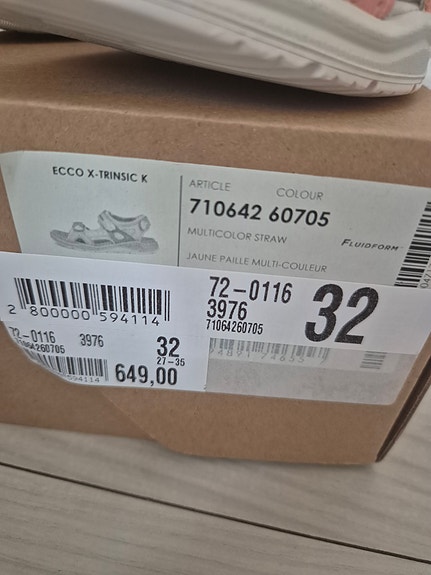 ECCO X-TRINSIC K
ARTICLE COLOUR
710642 60705
MULTICOLOR STRAW
FLUIDFORM
JAUNE PAILLE MULTI-COULEUR
2 800000 594114
72-0116
3976
71064260705
32
72-0116 3976
32
27-35
649,00